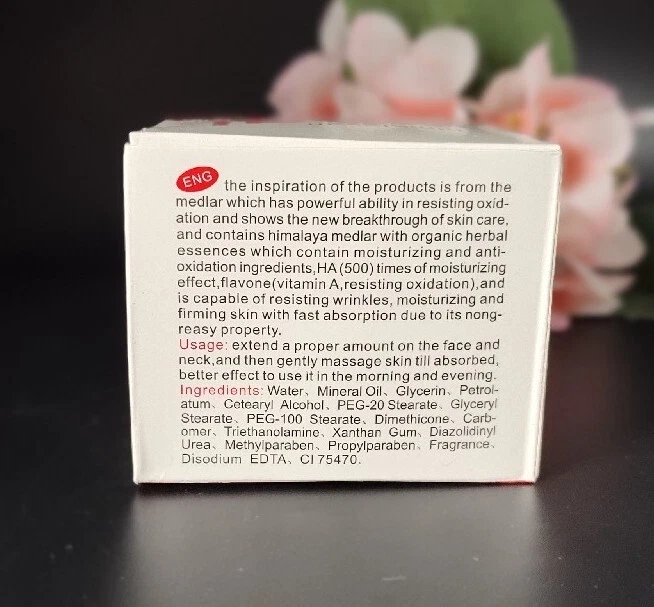 ENG the inspiration of the products is from the
medlar which has powerful ability in resisting oxid-
ation and shows the new breakthrough of skin care,
and contains himalaya medlar with organic herbal
essences which contain moisturizing and anti-
oxidation ingredients,HA (500) times of moisturizing
effect,flavone(vitamin A,resisting oxidation),and
is capable of resisting wrinkles, moisturizing and
firming skin with fast absorption due to its nong-
reasy property.
Usage: extend a proper amount on the face and
neck,and then gently massage skin till absorbed,
better effect to use it in the morning and evening.
Ingredients: Water、Mineral Oil、Glycerin、Petrol-
atum、Cetearyl Alcohol、PEG-20 Stearate、Glyceryl
Stearate、PEG-100 Stearate、Dimethicone、Carb-
omer、Triethanolamine、Xanthan Gum、Diazolidinyl
Urea、Methylparaben、Propylparaben、Fragrance、
Disodium EDTA、CI 75470.